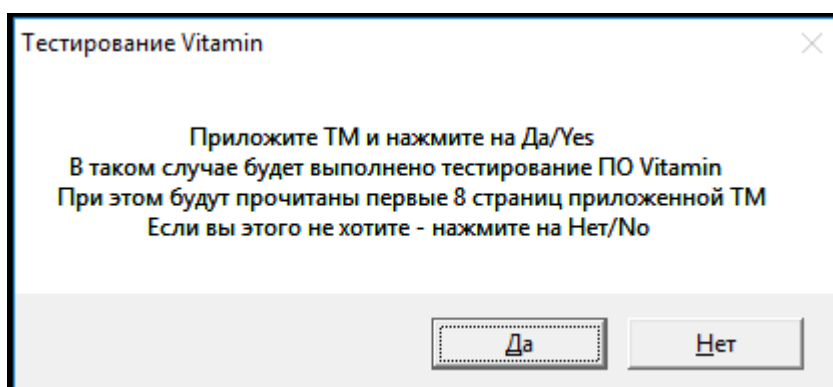 Тестирование Vitamin
Приложите ТМ и нажмите на Да/Yes
В таком случае будет выполнено тестирование ПО Vitamin
При этом будут прочитаны первые 8 страниц приложенной ТМ
Если вы этого не хотите - нажмите на Нет/No
Да
Нет